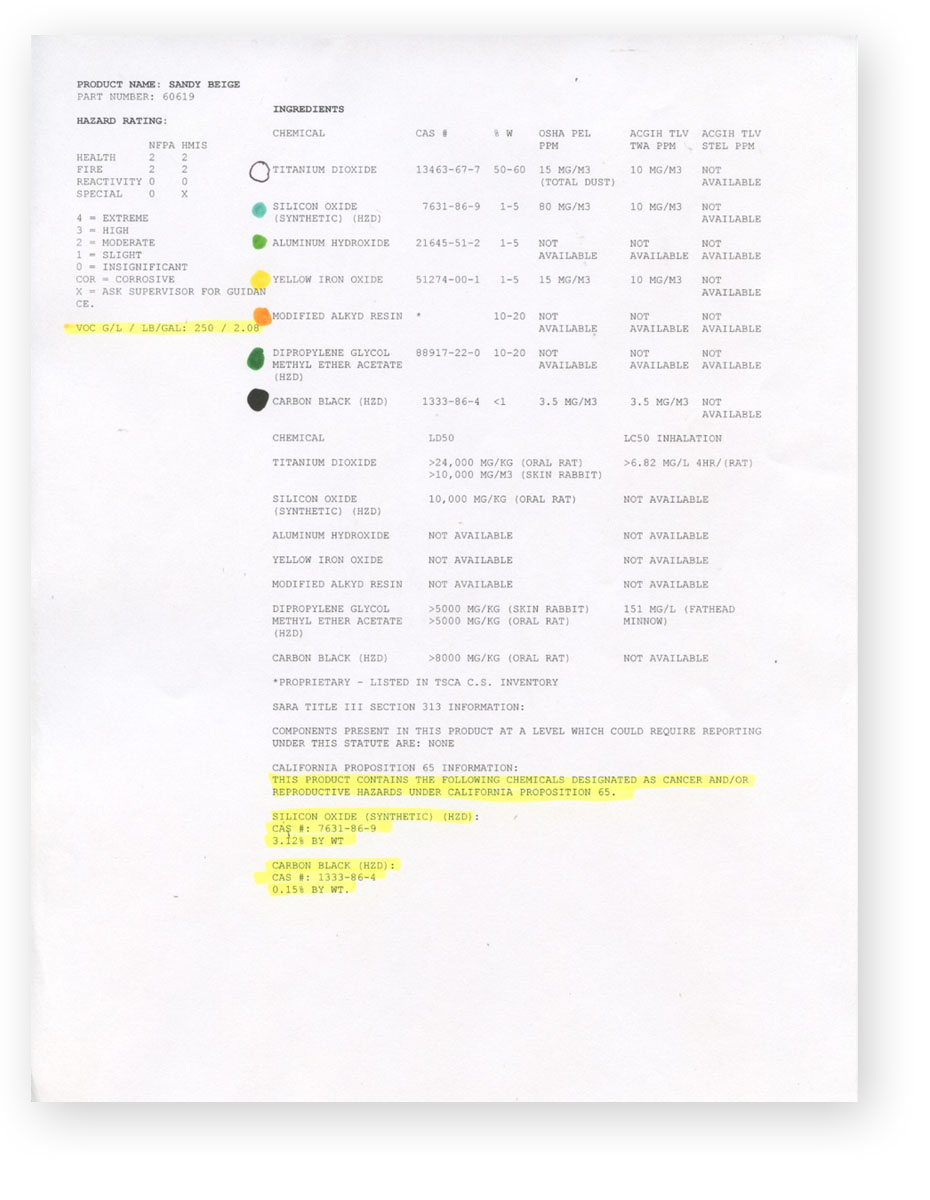 PRODUCT NAME: SANDY BEIGE
PART NUMBER: 60619
HAZARD RATING:
NFPA HMIS
HEALTH 2 2
FIRE 2 2
REACTIVITY 0 0
SPECIAL 0 X
4 = EXTREME
3 = HIGH
2 = MODERATE
1 = SLIGHT
0 = INSIGNIFICANT
COR = CORROSIVE
X = ASK SUPERVISOR FOR GUIDAN
CE.
VOC G/L / LB/GAL: 250 / 2.08
INGREDIENTS
CHEMICAL CAS # % W OSHA PEL ACGIH TLV ACGIH TLV
PPM TWA PPM STEL PPM
TITANIUM DIOXIDE 13463-67-7 50-60 15 MG/M3 10 MG/M3 NOT
(TOTAL DUST) AVAILABLE
SILICON OXIDE 7631-86-9 1-5 80 MG/M3 10 MG/M3 NOT
(SYNTHETIC) (HZD) AVAILABLE
ALUMINUM HYDROXIDE 21645-51-2 1-5 NOT NOT NOT
AVAILABLE AVAILABLE AVAILABLE
YELLOW IRON OXIDE 51274-00-1 1-5 15 MG/M3 10 MG/M3 NOT
AVAILABLE
MODIFIED ALKYD RESIN * 10-20 NOT NOT NOT
AVAILABLE AVAILABLE AVAILABLE
DIPROPYLENE GLYCOL 88917-22-0 10-20 NOT NOT NOT
METHYL ETHER ACETATE AVAILABLE AVAILABLE AVAILABLE
(HZD)
CARBON BLACK (HZD) 1333-86-4 <1 3.5 MG/M3 3.5 MG/M3 NOT
AVAILABLE
CHEMICAL LD50 LC50 INHALATION
TITANIUM DIOXIDE >24,000 MG/KG (ORAL RAT) >6.82 MG/L 4HR/(RAT)
>10,000 MG/M3 (SKIN RABBIT)
SILICON OXIDE 10,000 MG/KG (ORAL RAT) NOT AVAILABLE
(SYNTHETIC) (HZD)
ALUMINUM HYDROXIDE NOT AVAILABLE NOT AVAILABLE
YELLOW IRON OXIDE NOT AVAILABLE NOT AVAILABLE
MODIFIED ALKYD RESIN NOT AVAILABLE NOT AVAILABLE
DIPROPYLENE GLYCOL >5000 MG/KG (SKIN RABBIT) 151 MG/L (FATHEAD
METHYL ETHER ACETATE >5000 MG/KG (ORAL RAT) MINNOW)
(HZD)
CARBON BLACK (HZD) >8000 MG/KG (ORAL RAT) NOT AVAILABLE
*PROPRIETARY - LISTED IN TSCA C.S. INVENTORY
SARA TITLE III SECTION 313 INFORMATION:
COMPONENTS PRESENT IN THIS PRODUCT AT A LEVEL WHICH COULD REQUIRE REPORTING
UNDER THIS STATUTE ARE: NONE
CALIFORNIA PROPOSITION 65 INFORMATION:
THIS PRODUCT CONTAINS THE FOLLOWING CHEMICALS DESIGNATED AS CANCER AND/OR
REPRODUCTIVE HAZARDS UNDER CALIFORNIA PROPOSITION 65.
SILICON OXIDE (SYNTHETIC) (HZD):
CAS #: 7631-86-9
3.12% BY WT
CARBON BLACK (HZD):
CAS #: 1333-86-4
0.15% BY WT.